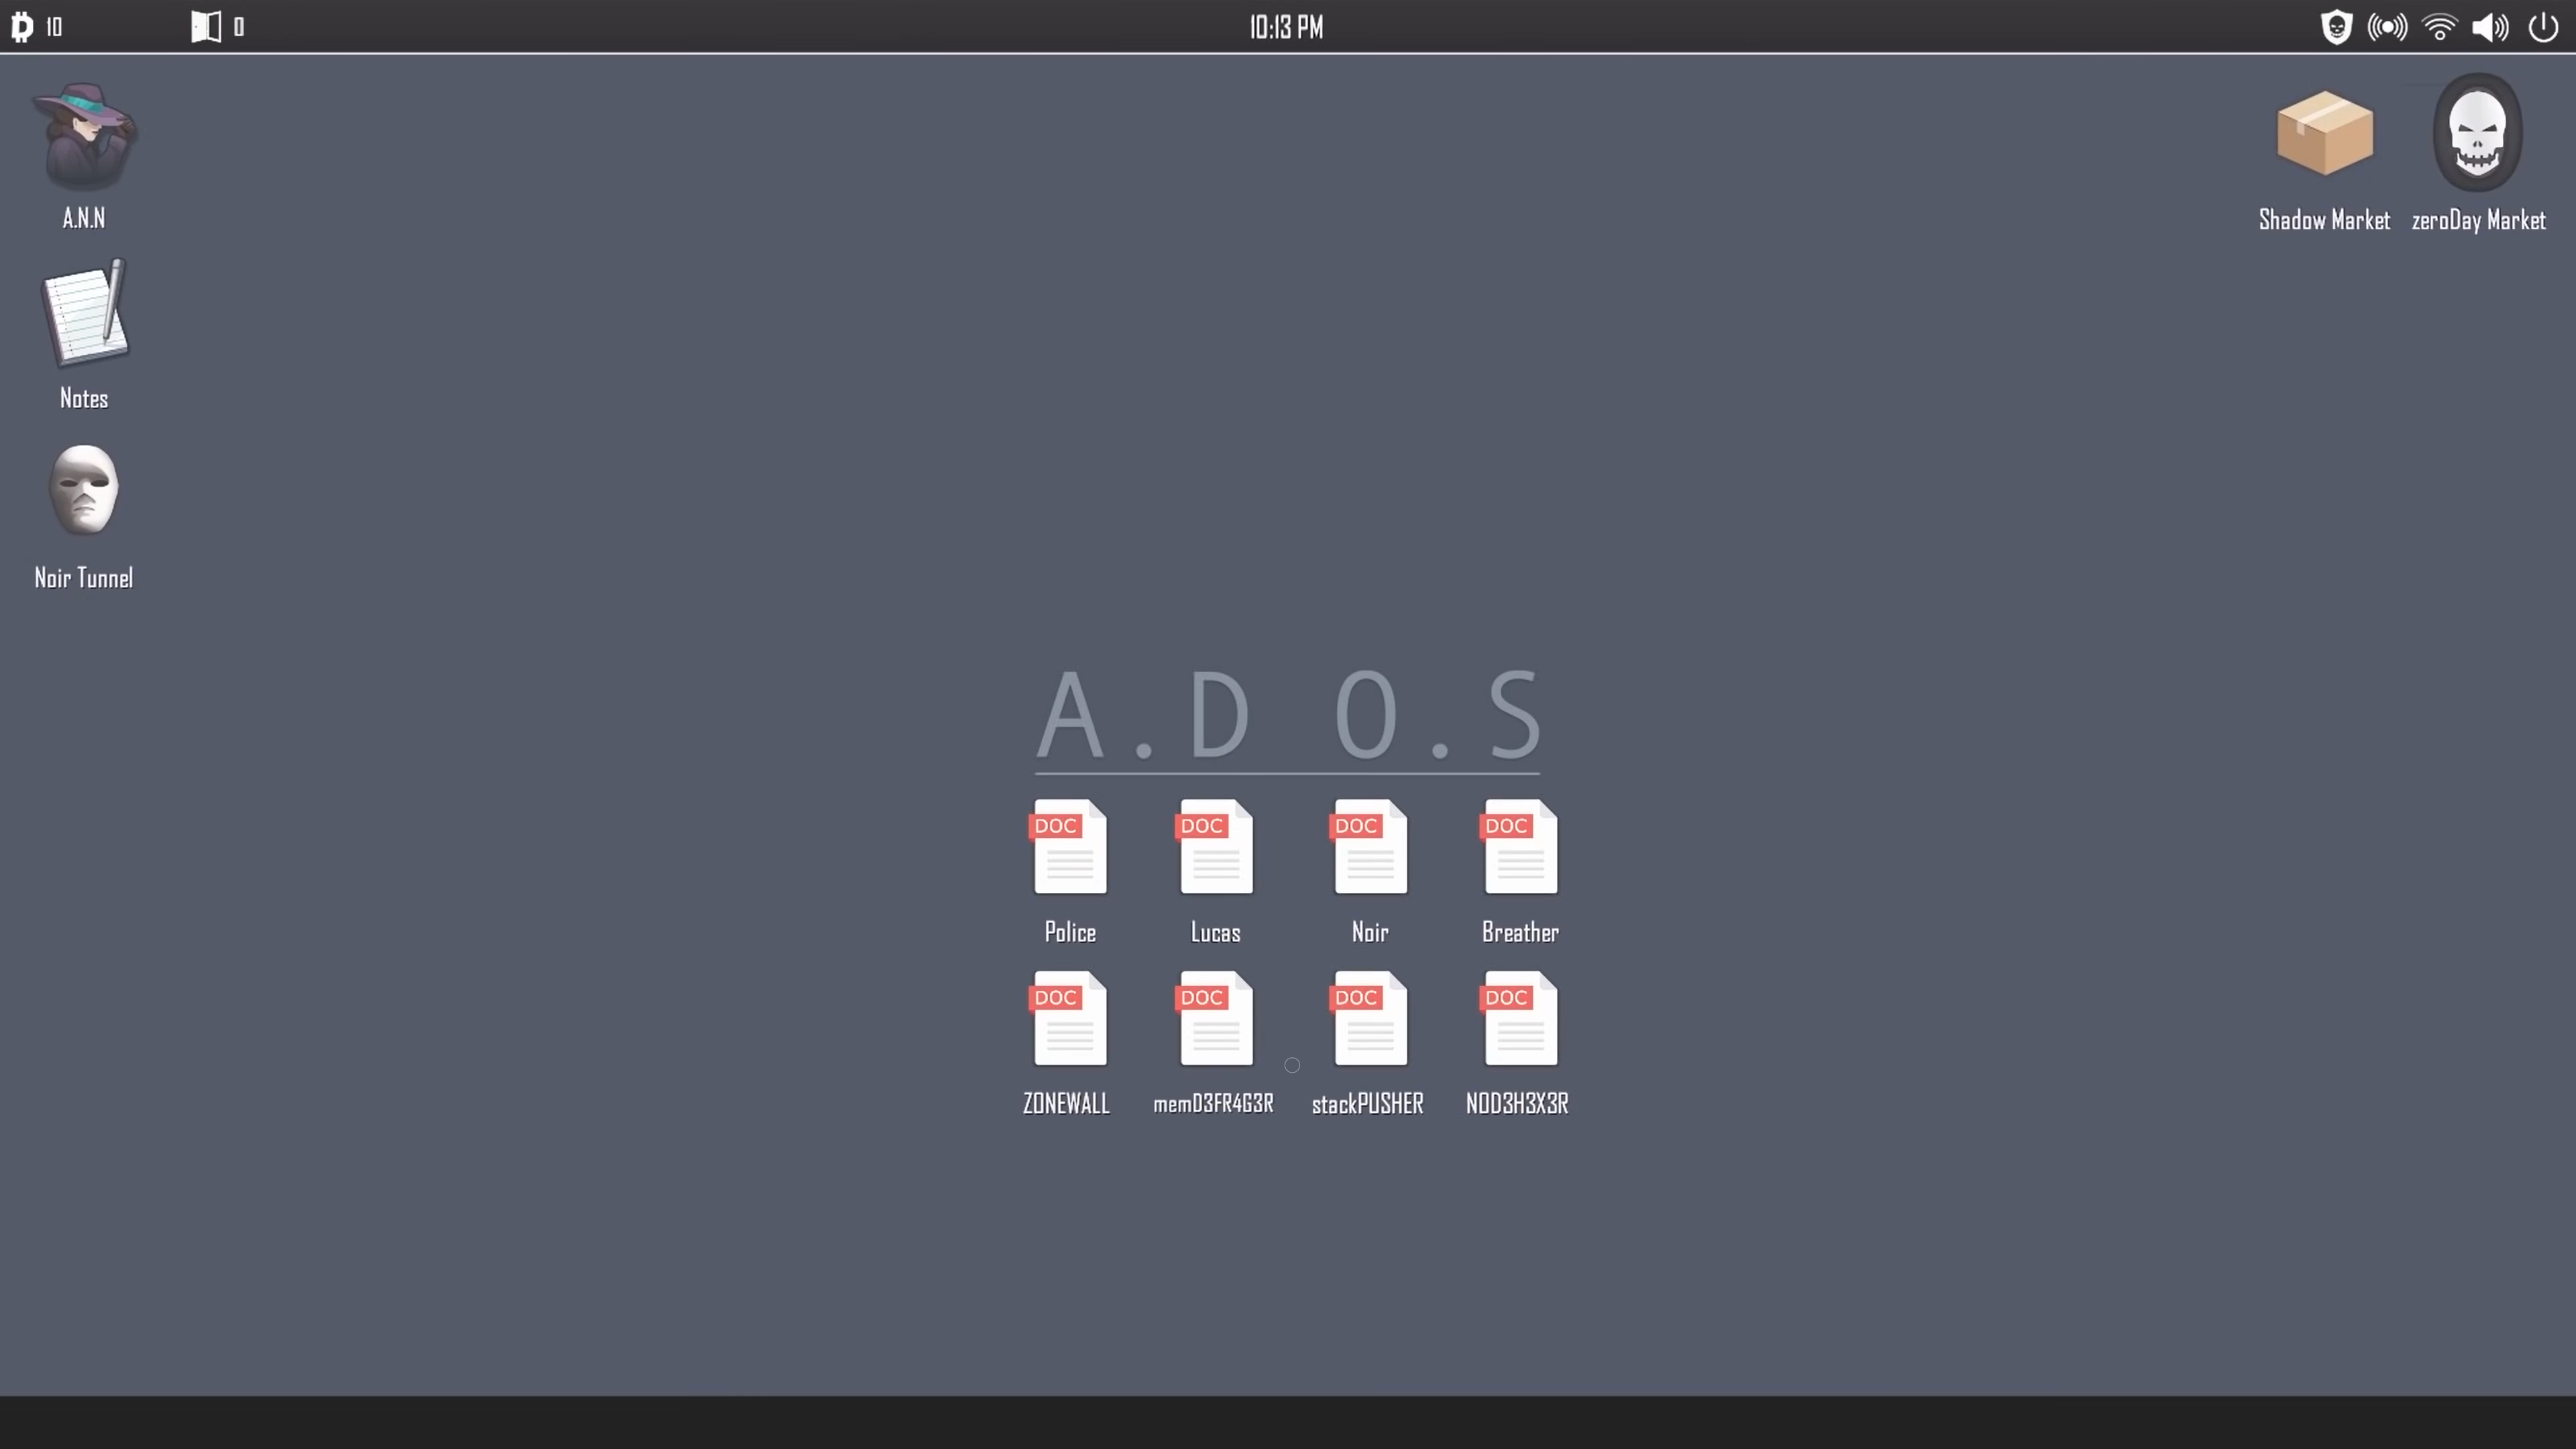 10 0 10:13 PM
A.N.N
Shadow Market zeroDay Market
Notes
Noir Tunnel
A.D O.S
DOC DOC DOC DOC
Police Lucas Noir Breather
DOC DOC DOC DOC
ZONEWALL memD3FR4G3R stackPUSHER NOD3H3X3R